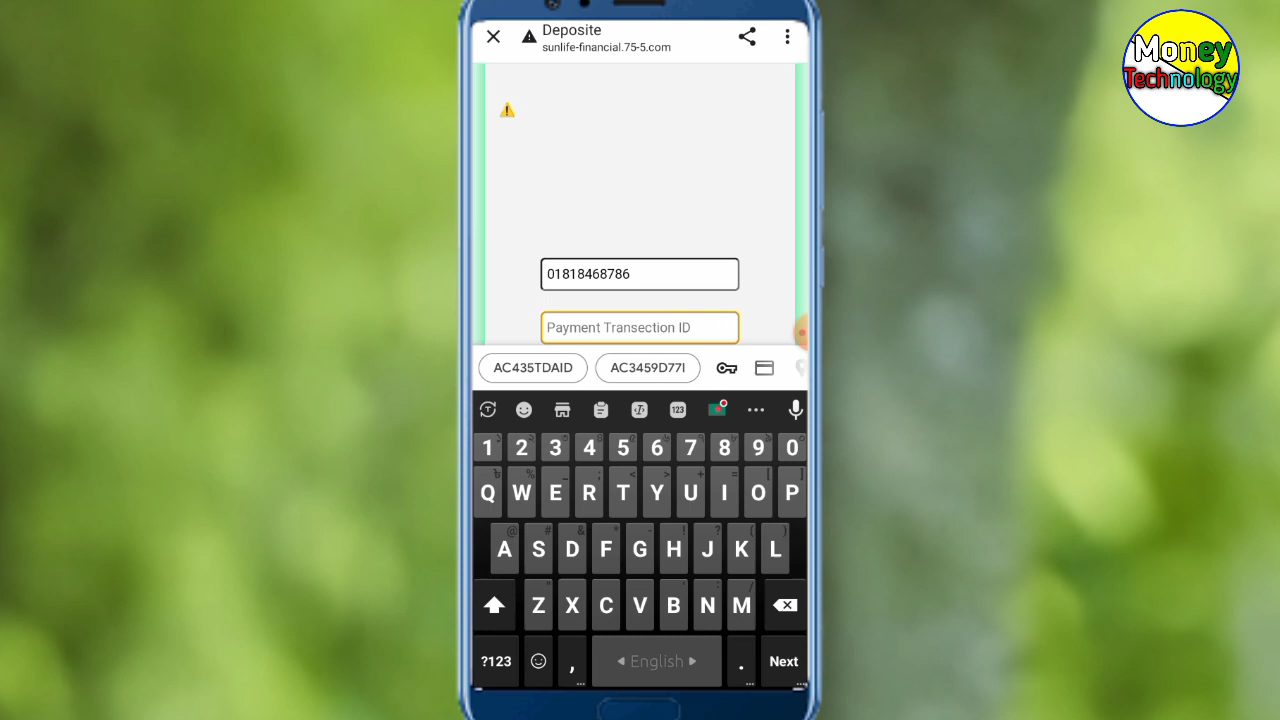 Deposite
sunlife-financial.75-5.com
Money
Technology
01818468786
Payment Transection ID
AC435TDAID
AC3459D77I
123
1 2 3 4 5 6 7 8 9 0
Q W E R T Y U I O P
A S D F G H J K L
Z X C V B N M
?123 , English . Next